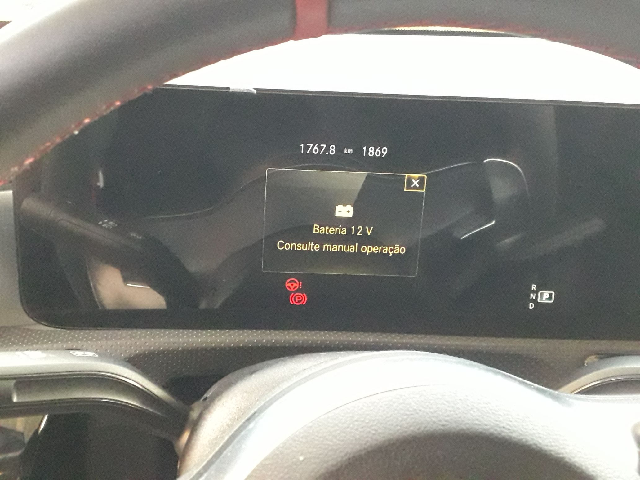 1767.8 km 1869
Bateria 12 V
Consulte manual operação
R
N P
D